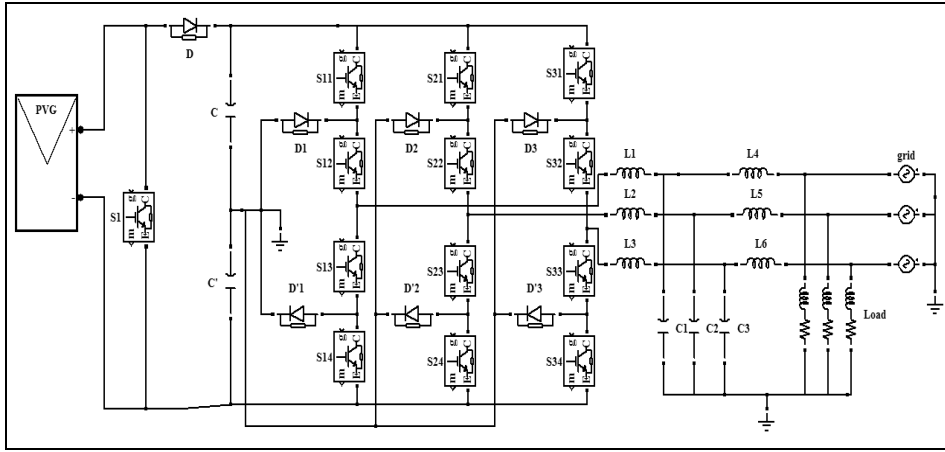 PVG
+
-
S1
D
C
C'
S11
S12
S13
S14
D1
D'1
S21
S22
S23
S24
D2
D'2
S31
S32
S33
S34
D3
D'3
L1
L2
L3
L4
L5
L6
C1
C2
C3
grid
Load
g C
m E
g C
m E
g C
m E
g C
m E
g C
m E
g C
m E
g C
m E
g C
m E
g C
m E
g C
m E
g C
m E
g C
m E
g C
m E